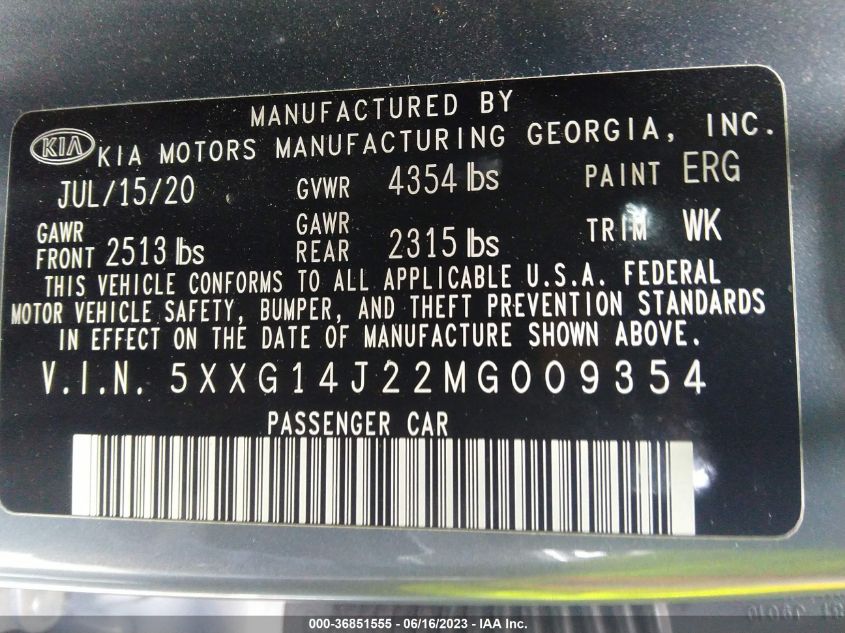 MANUFACTURED BY
KIA KIA MOTORS MANUFACTURING GEORGIA, INC.
JUL/15/20 GVWR 4354 lbs PAINT ERG
GAWR FRONT 2513 lbs GAWR REAR 2315 lbs TRIM WK
THIS VEHICLE CONFORMS TO ALL APPLICABLE U.S.A. FEDERAL
MOTOR VEHICLE SAFETY, BUMPER, AND THEFT PREVENTION STANDARDS
IN EFFECT ON THE DATE OF MANUFACTURE SHOWN ABOVE.
V.I.N. 5XXG14J22MG009354
PASSENGER CAR
000-36851555 - 06/16/2023 - IAA Inc.